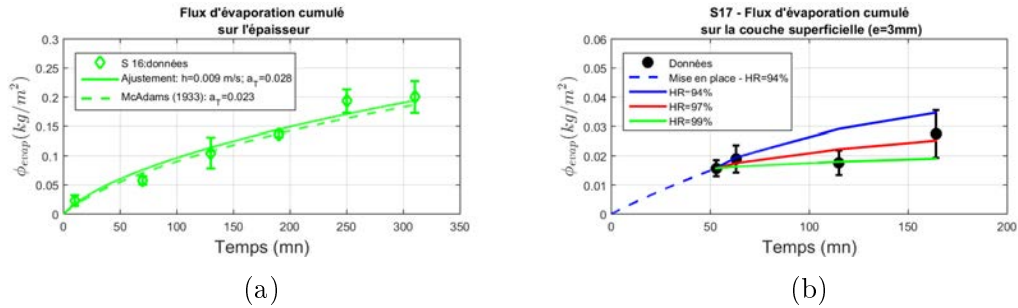 Flux d'évaporation cumulé
sur l'épaisseur
ϕ_evap (kg/m²)
0.3
0.25
0.2
0.15
0.1
0.05
0
S 16:données
Ajustement: h=0.009 m/s; a_T=0.028
McAdams (1933): a_T=0.023
0 50 100 150 200 250 300 350
Temps (mn)
(a)
S17 - Flux d'évaporation cumulé
sur la couche superficielle (e=3mm)
ϕ_evap (kg/m²)
0.06
0.05
0.04
0.03
0.02
0.01
0
Données
Mise en place - HR=94%
HR=94%
HR=97%
HR=99%
0 50 100 150 200
Temps (mn)
(b)